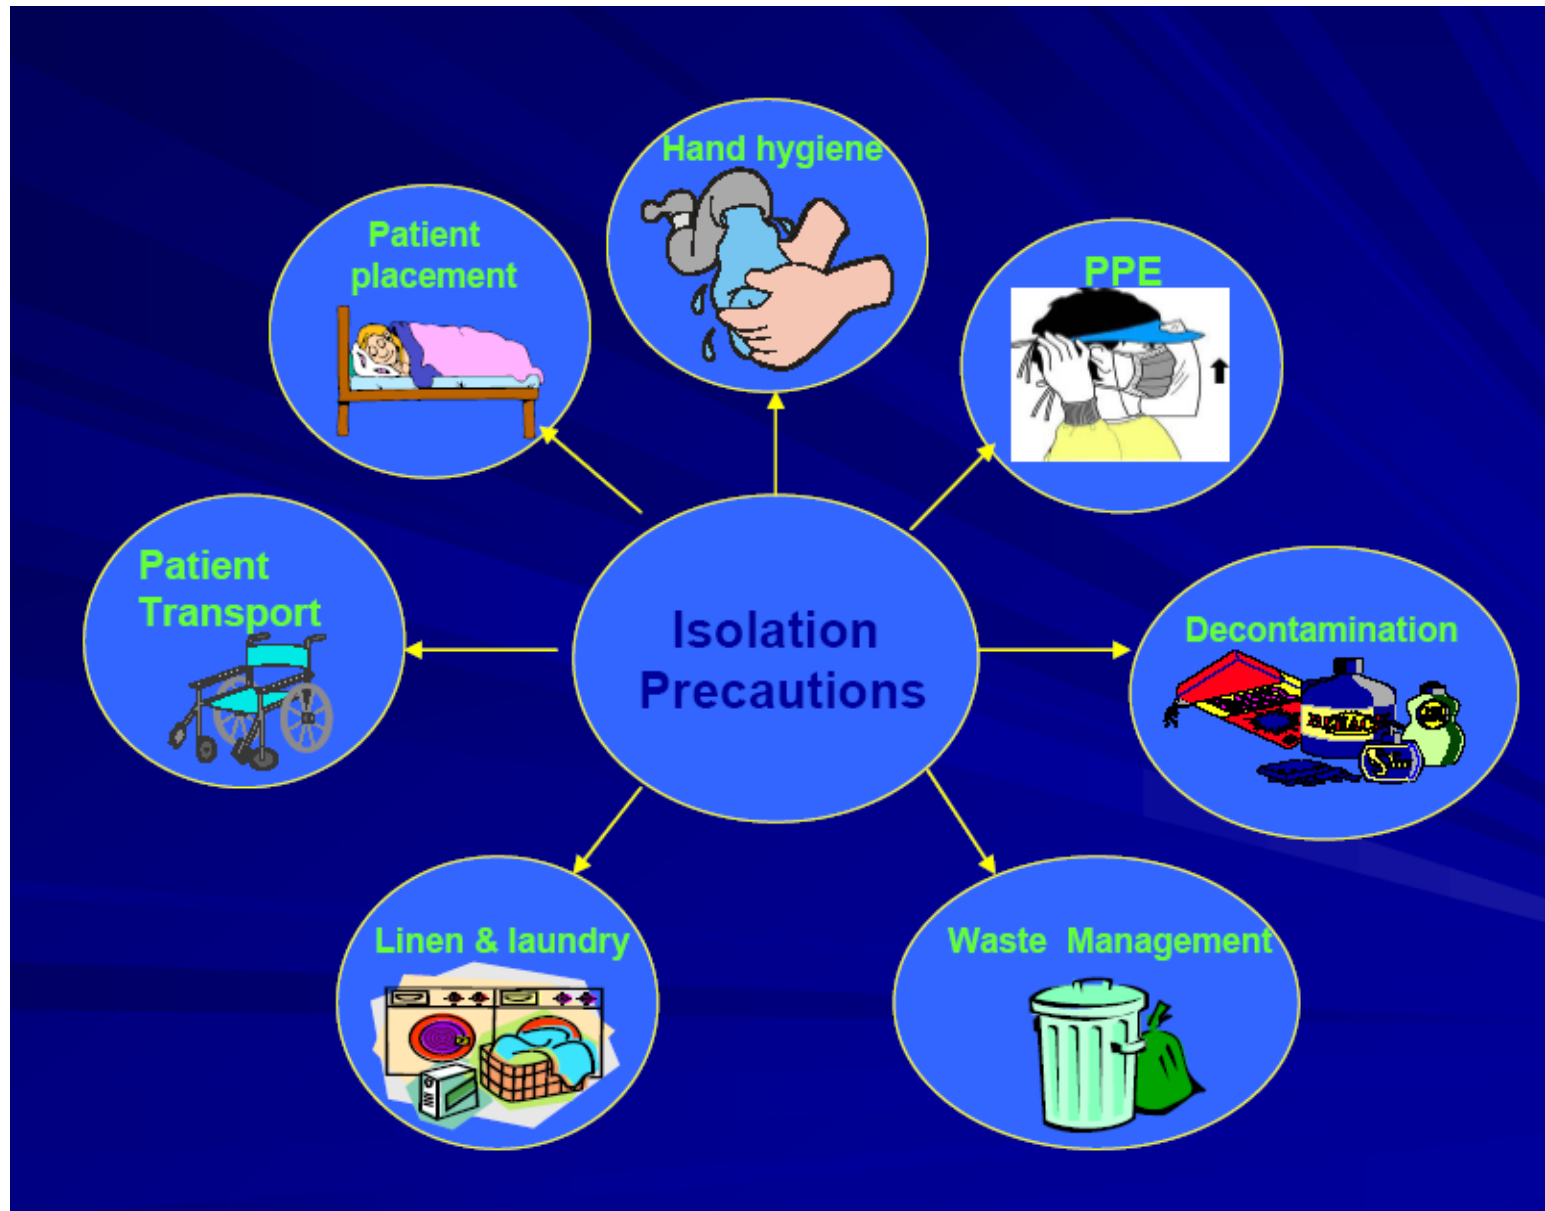 Hand hygiene
Patient
placement
PPE
Patient
Transport
Isolation
Precautions
Decontamination
Linen & laundry
Waste Management